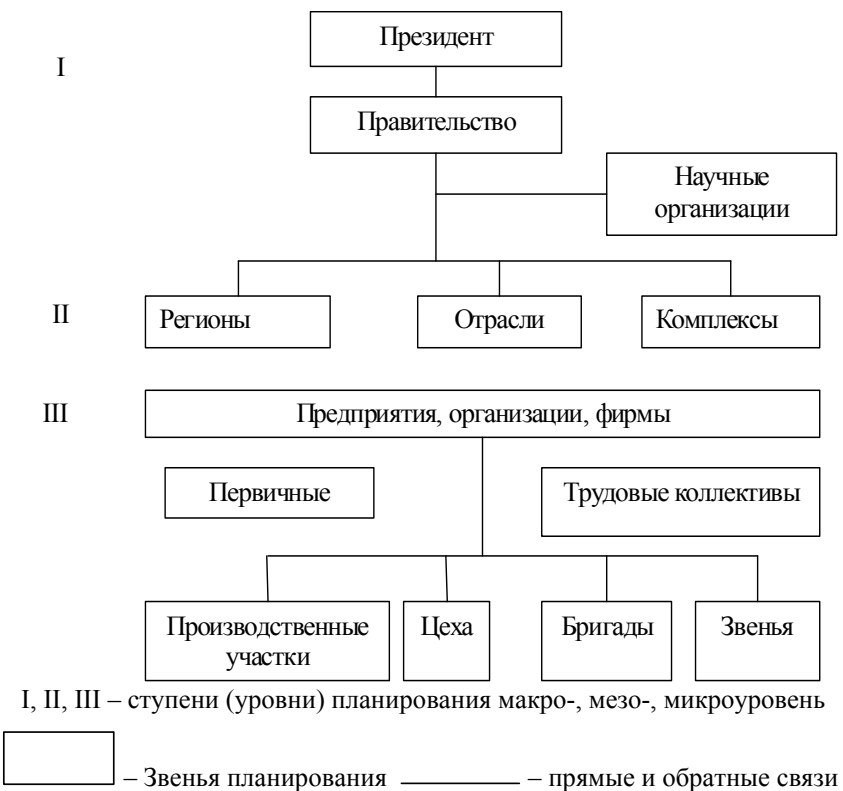 Президент
I
Правительство
Научные
организации
II
Регионы
Отрасли
Комплексы
III
Предприятия, организации, фирмы
Первичные
Трудовые коллективы
Производственные
участки
Цеха
Бригады
Звенья
I, II, III – ступени (уровни) планирования макро-, мезо-, микроуровень
– Звенья планирования
– прямые и обратные связи